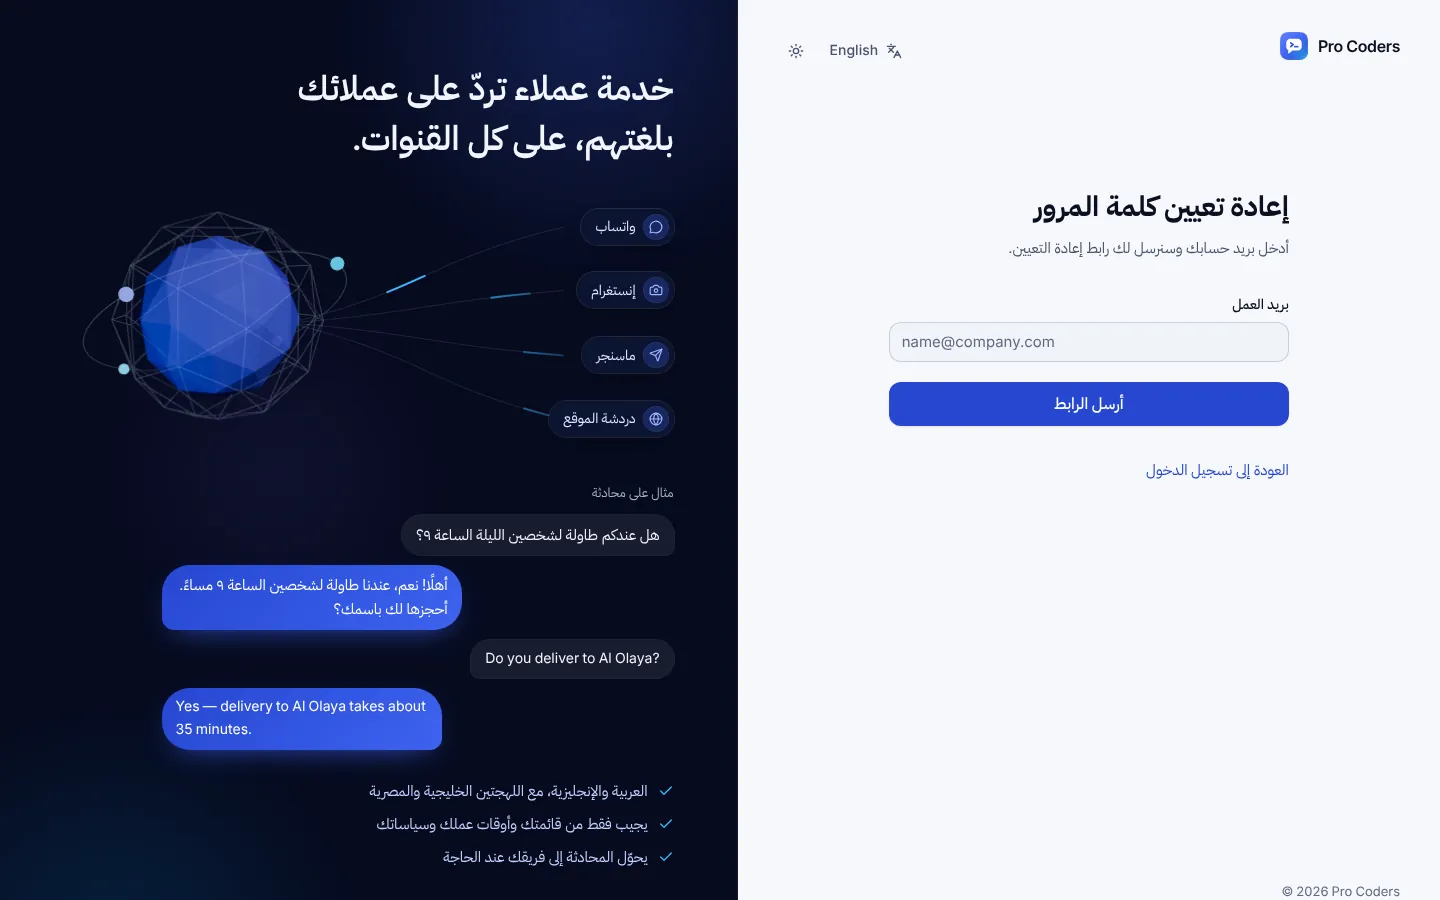 Pro Coders
English
إعادة تعيين كلمة المرور
أدخل بريد حسابك وسنرسل لك رابط إعادة التعيين.
بريد العمل
name@company.com
أرسل الرابط
العودة إلى تسجيل الدخول
© 2026 Pro Coders
خدمة عملاء تردّ على عملائك
بلغتهم، على كل القنوات.
واتساب
إنستغرام
ماسنجر
دردشة الموقع
مثال على محادثة
هل عندكم طاولة لشخصين الليلة الساعة ٩؟
أهلًا! نعم، عندنا طاولة لشخصين الساعة ٩ مساءً.
أحجزها لك باسمك؟
Do you deliver to Al Olaya?
Yes — delivery to Al Olaya takes about
35 minutes.
العربية والإنجليزية، مع اللهجتين الخليجية والمصرية
يجيب فقط من قائمتك وأوقات عملك وسياساتك
يحوّل المحادثة إلى فريقك عند الحاجة